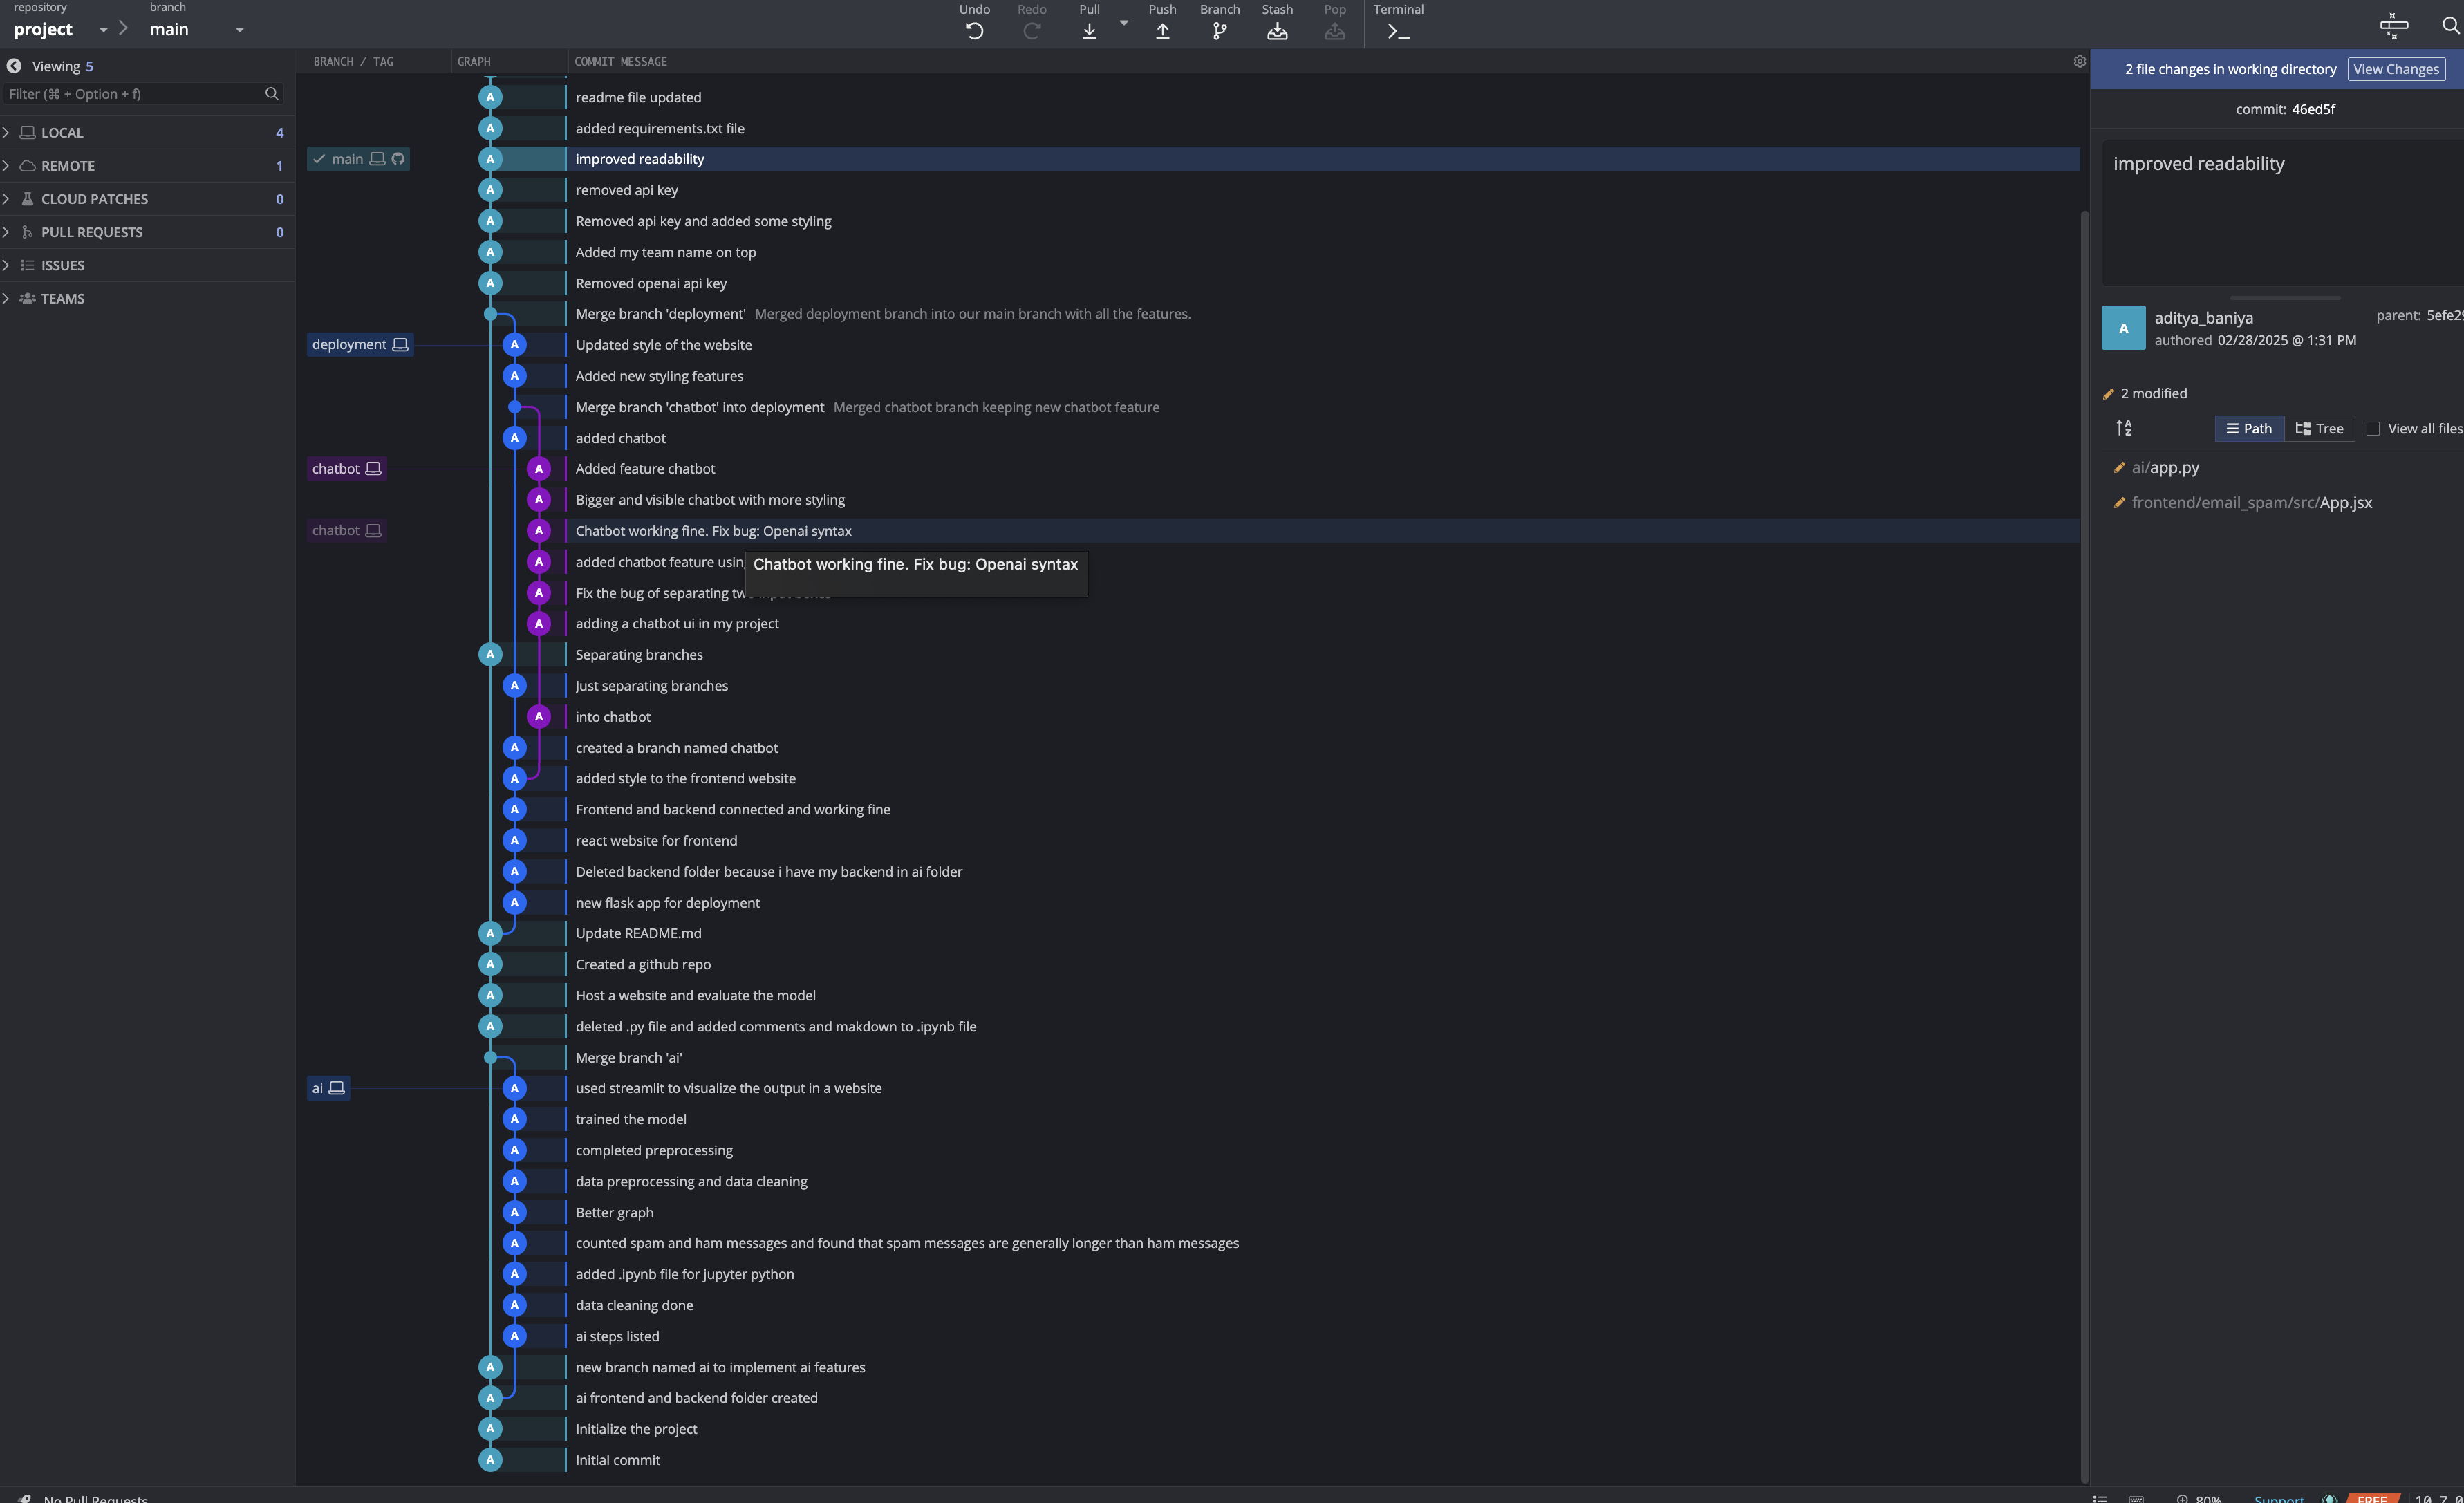 repository
project
branch
main
Undo
Redo
Pull
Push
Branch
Stash
Pop
Terminal
Viewing 5
Filter (⌘ + Option + f)
LOCAL 4
REMOTE 1
CLOUD PATCHES 0
PULL REQUESTS 0
ISSUES
TEAMS
BRANCH / TAG GRAPH COMMIT MESSAGE
A readme file updated
A added requirements.txt file
main A improved readability
A removed api key
A Removed api key and added some styling
A Added my team name on top
A Removed openai api key
Merge branch 'deployment' Merged deployment branch into our main branch with all the features.
deployment A Updated style of the website
A Added new styling features
Merge branch 'chatbot' into deployment Merged chatbot branch keeping new chatbot feature
A added chatbot
chatbot A Added feature chatbot
A Bigger and visible chatbot with more styling
chatbot A Chatbot working fine. Fix bug: Openai syntax
A added chatbot feature using
Chatbot working fine. Fix bug: Openai syntax
A Fix the bug of separating
A adding a chatbot ui in my project
A Separating branches
A Just separating branches
A into chatbot
A created a branch named chatbot
A added style to the frontend website
A Frontend and backend connected and working fine
A react website for frontend
A Deleted backend folder because i have my backend in ai folder
A new flask app for deployment
A Update README.md
A Created a github repo
A Host a website and evaluate the model
A deleted .py file and added comments and makdown to .ipynb file
Merge branch 'ai'
ai A used streamlit to visualize the output in a website
A trained the model
A completed preprocessing
A data preprocessing and data cleaning
A Better graph
A counted spam and ham messages and found that spam messages are generally longer than ham messages
A added .ipynb file for jupyter python
A data cleaning done
A ai steps listed
A new branch named ai to implement ai features
A ai frontend and backend folder created
A Initialize the project
A Initial commit
2 file changes in working directory View Changes
commit: 46ed5f
improved readability
A
aditya_baniya
authored 02/28/2025 @ 1:31 PM
parent: 5efe29
2 modified
Path Tree View all files
ai/app.py
frontend/email_spam/src/App.jsx
No Pull Requests
80% Support FREE 10.7.0